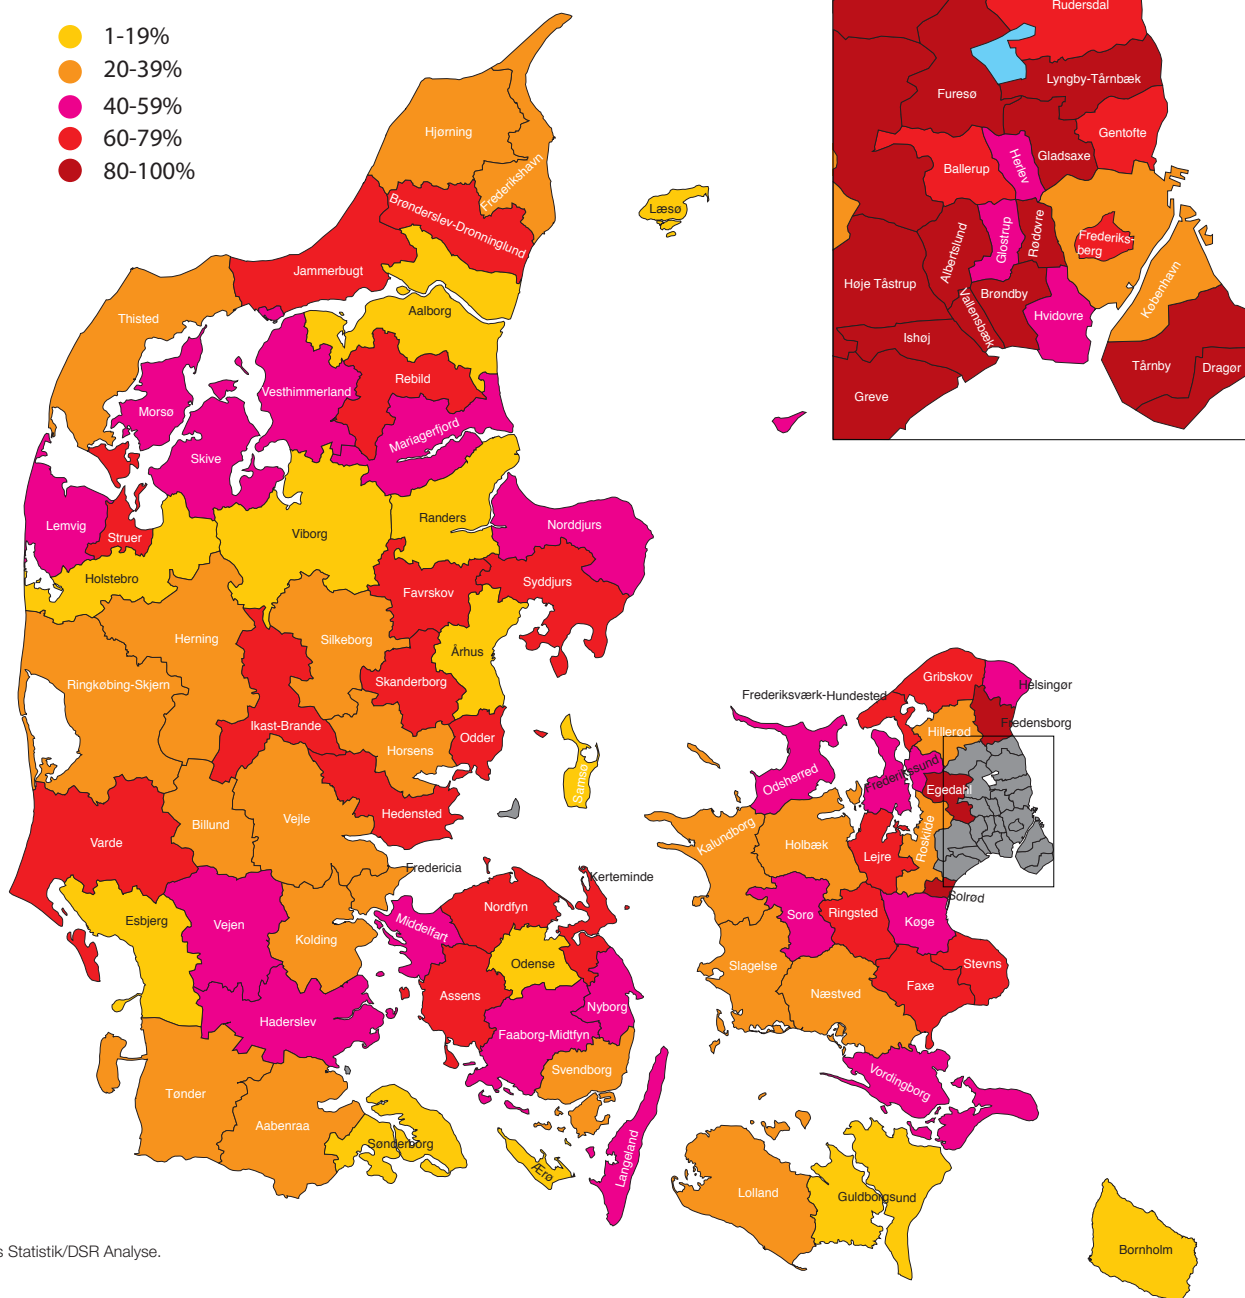 1-19%
20-39%
40-59%
60-79%
80-100%
Rudersdal
Lyngby-Tårnbæk
Furesø
Gentofte
Gladsaxe
Herlev
Ballerup
Frederiks-
berg
Rødovre
Glostrup
Albertslund
København
Høje Tåstrup
Brøndby
Vallensbæk
Hvidovre
Ishøj
Tårnby
Dragør
Greve
Hjørning
Frederikshavn
Læsø
Brønderslev-Dronninglund
Jammerbugt
Thisted
Aalborg
Rebild
Vesthimmerland
Morsø
Mariagerfjord
Skive
Lemvig
Struer
Viborg
Randers
Norddjurs
Holstebro
Favrskov
Syddjurs
Herning
Silkeborg
Århus
Ringkøbing-Skjern
Skanderborg
Ikast-Brande
Horsens
Odder
Samsø
Hedensted
Billund
Vejle
Varde
Fredericia
Esbjerg
Vejen
Kolding
Haderslev
Tønder
Aabenraa
Sønderborg
Kerteminde
Nordfyn
Middelfart
Odense
Assens
Nyborg
Faaborg-Midtfyn
Svendborg
Langeland
Ærø
Gribskov
Helsingør
Frederiksværk-Hundested
Fredensborg
Hillerød
Frederikssund
Odsherred
Egedahl
Kalundborg
Holbæk
Roskilde
Lejre
Solrød
Sorø
Ringsted
Køge
Slagelse
Stevns
Næstved
Faxe
Vordingborg
Lolland
Guldborgsund
Bornholm
s Statistik/DSR Analyse.